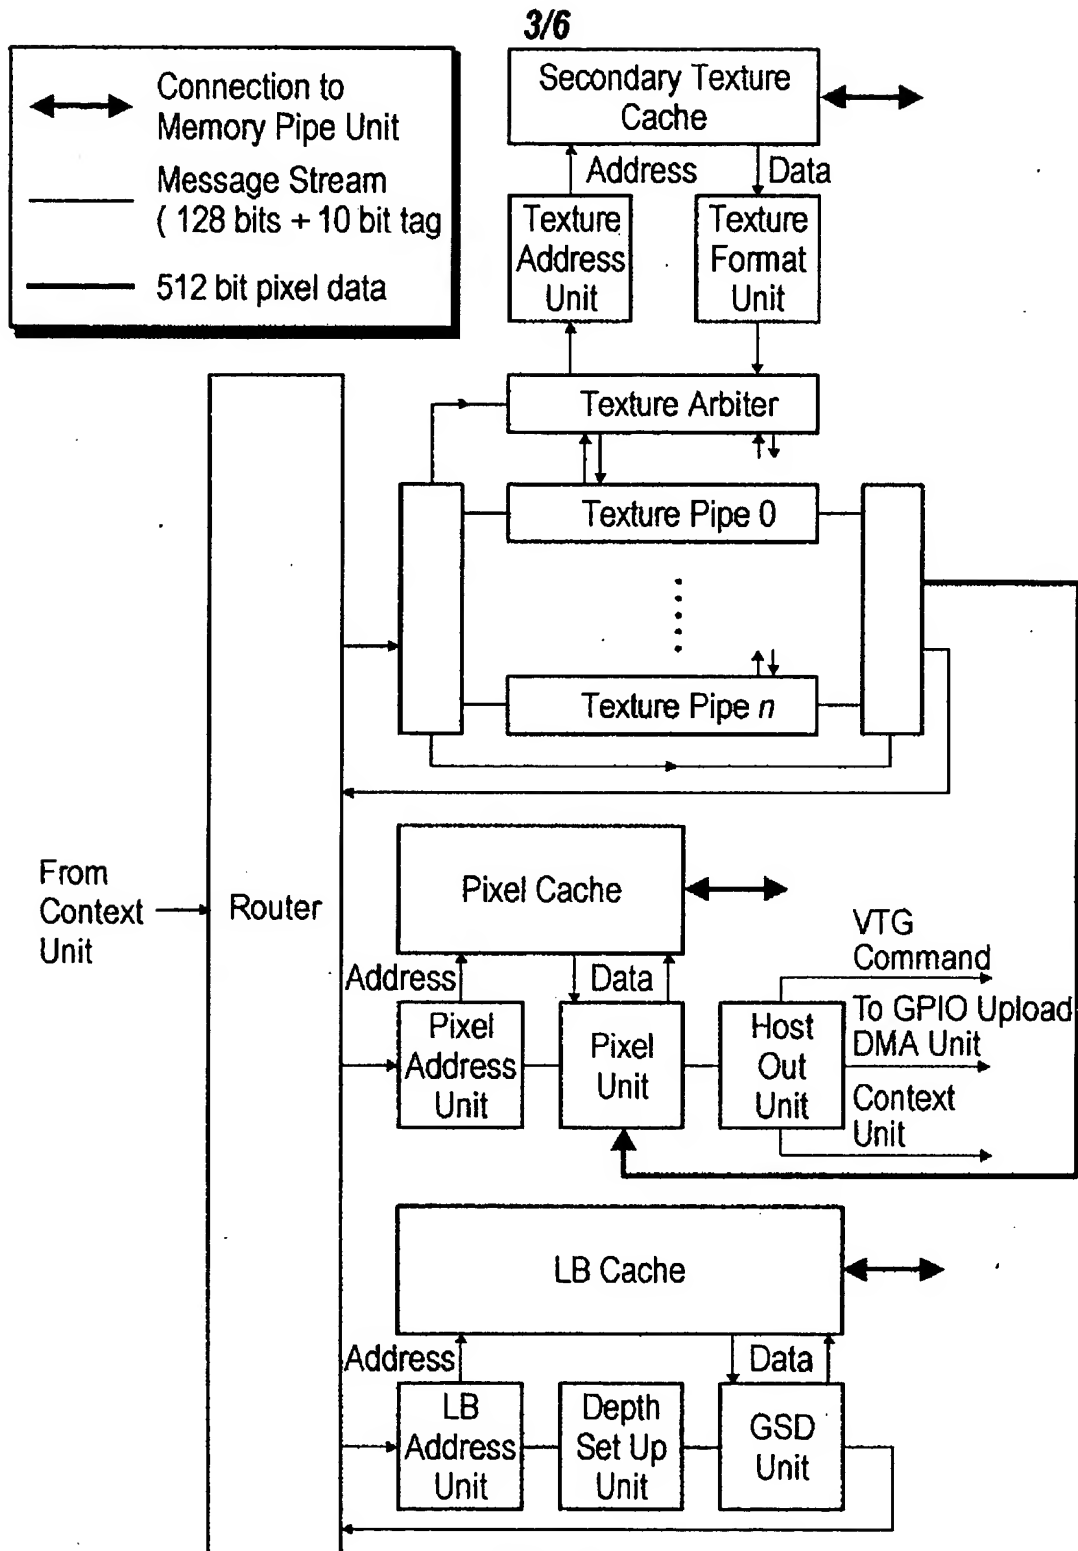 3/6
Connection to
Memory Pipe Unit
Message Stream
( 128 bits + 10 bit tag
512 bit pixel data
Secondary Texture
Cache
Address
Data
Texture
Address
Unit
Texture
Format
Unit
Texture Arbiter
Texture Pipe 0
Texture Pipe n
From
Context
Unit
Router
Pixel Cache
Address
Data
Pixel
Address
Unit
Pixel
Unit
Host
Out
Unit
VTG
Command
To GPIO Upload
DMA Unit
Context
Unit
LB Cache
Address
Data
LB
Address
Unit
Depth
Set Up
Unit
GSD
Unit